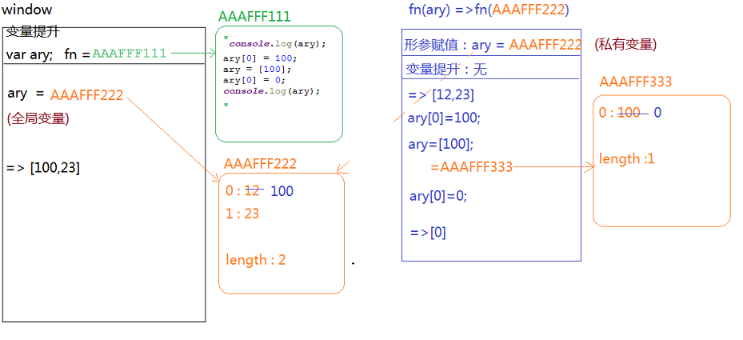 window
变量提升
var ary; fn =AAAFFF111
ary = AAAFFF222
(全局变量)
=> [100,23]
AAAFFF111
"
console.log(ary);
ary[0] = 100;
ary = [100];
ary[0] = 0;
console.log(ary);
"
AAAFFF222
0 : 12 100
1 : 23
length : 2
.
fn(ary) =>fn(AAAFFF222)
形参赋值：ary = AAAFFF222 (私有变量)
变量提升：无
=> [12,23]
ary[0]=100;
ary=[100];
=AAAFFF333
ary[0]=0;
=>[0]
AAAFFF333
0 : 100 0
length :1